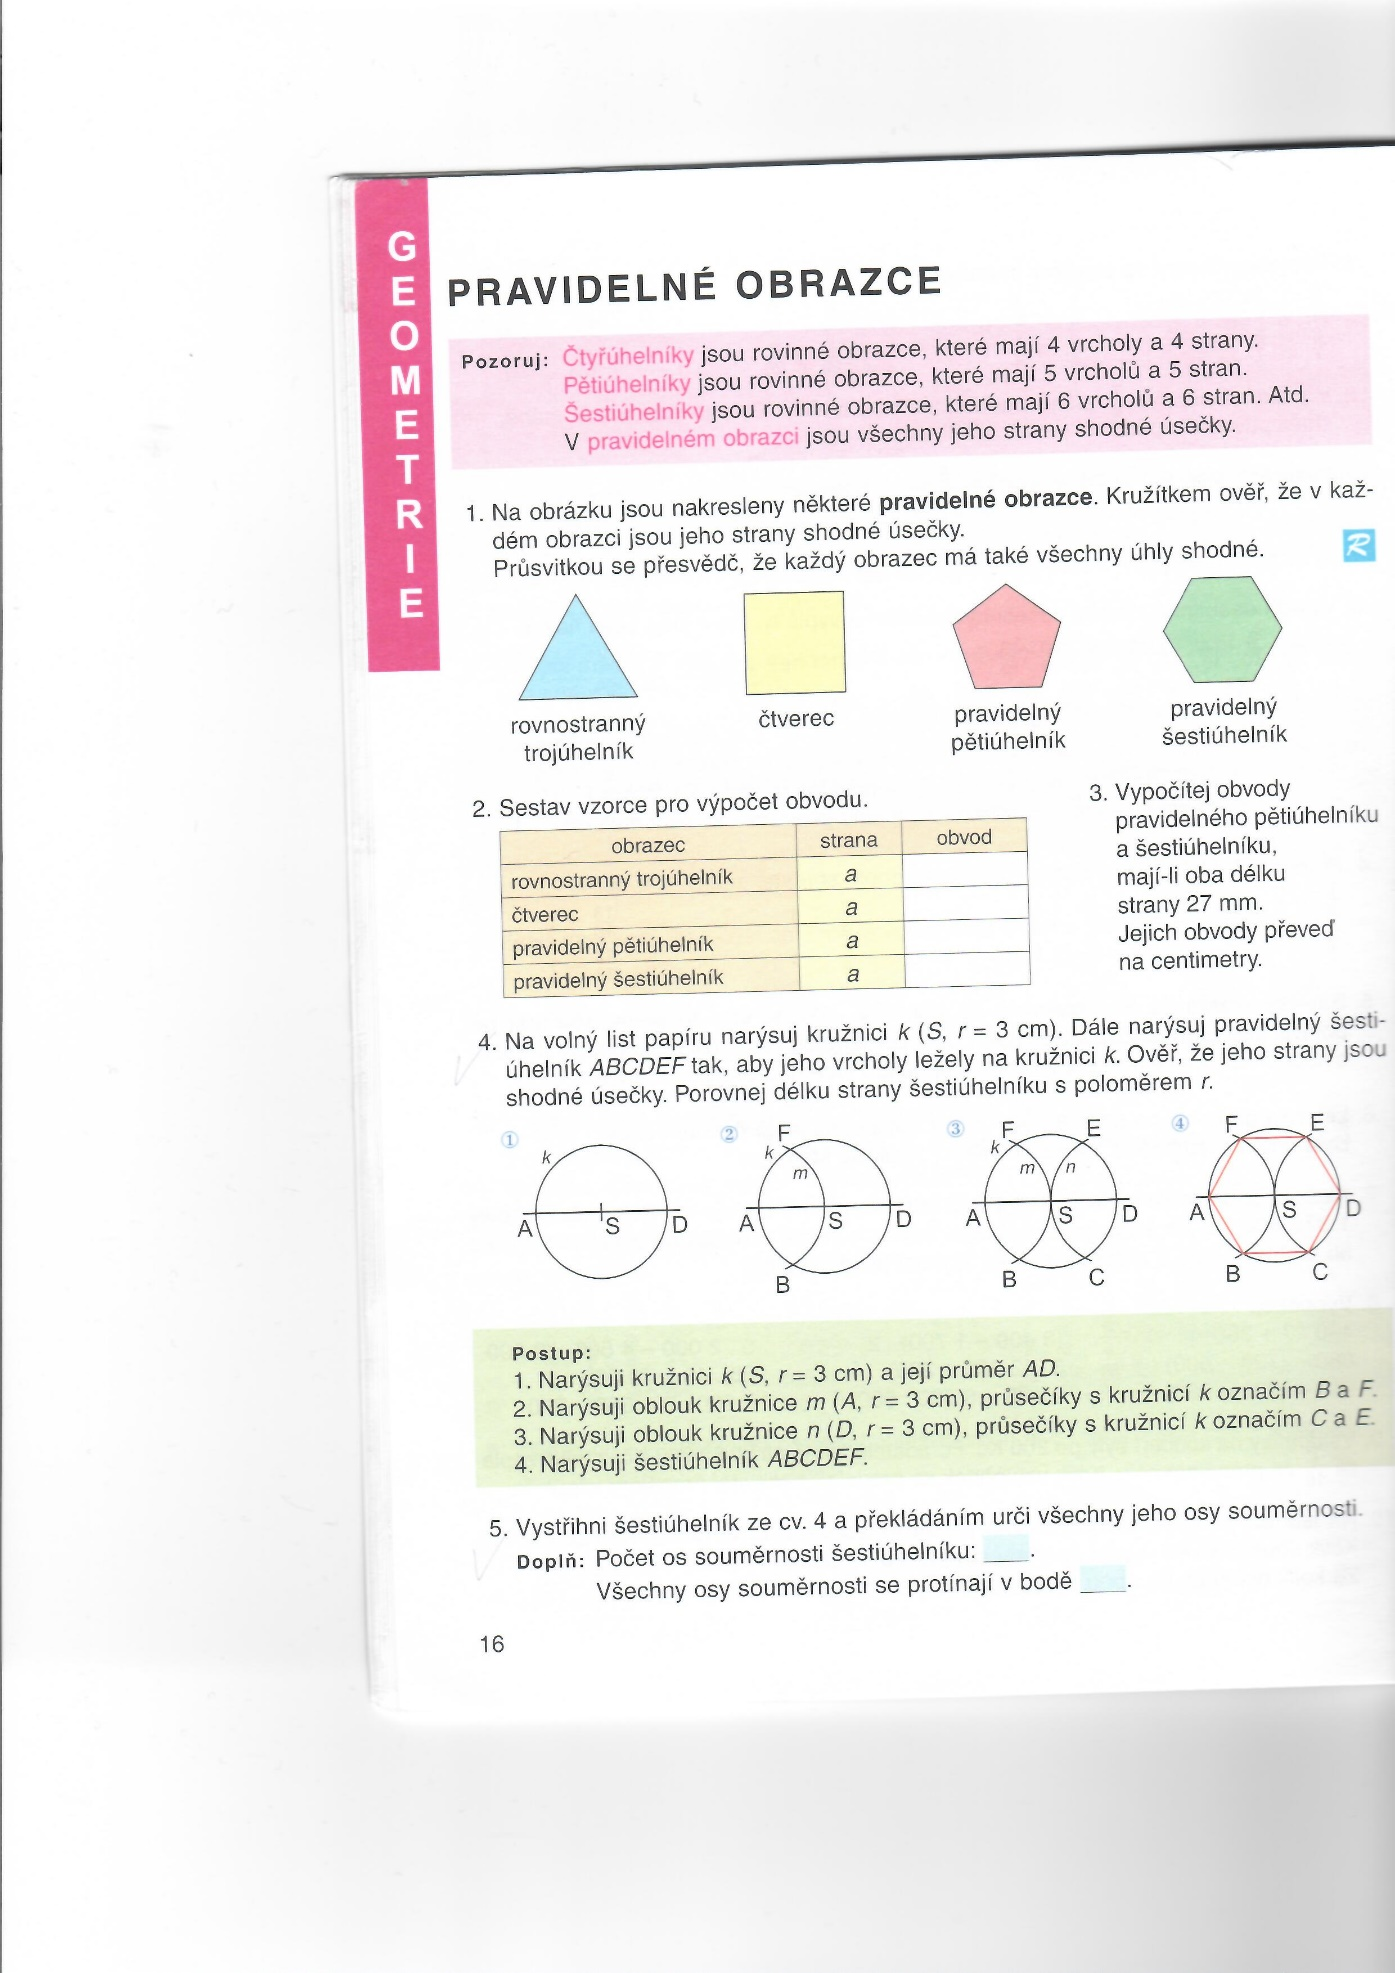 GEOMETRIE
PRAVIDELNÉ OBRAZCE
Pozoruj: Čtyřúhelníky jsou rovinné obrazce, které mají 4 vrcholy a 4 strany.
Pětiúhelníky jsou rovinné obrazce, které mají 5 vrcholů a 5 stran.
Šestiúhelníky jsou rovinné obrazce, které mají 6 vrcholů a 6 stran. Atd.
V pravidelném obrazci jsou všechny jeho strany shodné úsečky.
1. Na obrázku jsou nakresleny některé pravidelné obrazce. Kružítkem ověř, že v kaž-
dém obrazci jsou jeho strany shodné úsečky.
Průsvitkou se přesvědč, že každý obrazec má také všechny úhly shodné.
R
rovnostranný
trojúhelník
čtverec
pravidelný
pětiúhelník
pravidelný
šestiúhelník
2. Sestav vzorce pro výpočet obvodu.
obrazec strana obvod
rovnostranný trojúhelník a
čtverec a
pravidelný pětiúhelník a
pravidelný šestiúhelník a
3. Vypočítej obvody
pravidelného pětiúhelníku
a šestiúhelníku,
mají-li oba délku
strany 27 mm.
Jejich obvody převeď
na centimetry.
4. Na volný list papíru narýsuj kružnici k (S, r = 3 cm). Dále narýsuj pravidelný šesti-
úhelník ABCDEF tak, aby jeho vrcholy ležely na kružnici k. Ověř, že jeho strany jsou
shodné úsečky. Porovnej délku strany šestiúhelníku s poloměrem r.
1
k
A S D
2
F
k m
A S D
B
3
F E
k m n
A S D
B C
4
F E
A S D
B C
Postup:
1. Narýsuji kružnici k (S, r = 3 cm) a její průměr AD.
2. Narýsuji oblouk kružnice m (A, r = 3 cm), průsečíky s kružnicí k označím B a F.
3. Narýsuji oblouk kružnice n (D, r = 3 cm), průsečíky s kružnicí k označím C a E.
4. Narýsuji šestiúhelník ABCDEF.
5. Vystřihni šestiúhelník ze cv. 4 a překládáním urči všechny jeho osy souměrnosti.
Doplň: Počet os souměrnosti šestiúhelníku: ___.
Všechny osy souměrnosti se protínají v bodě ___.
16